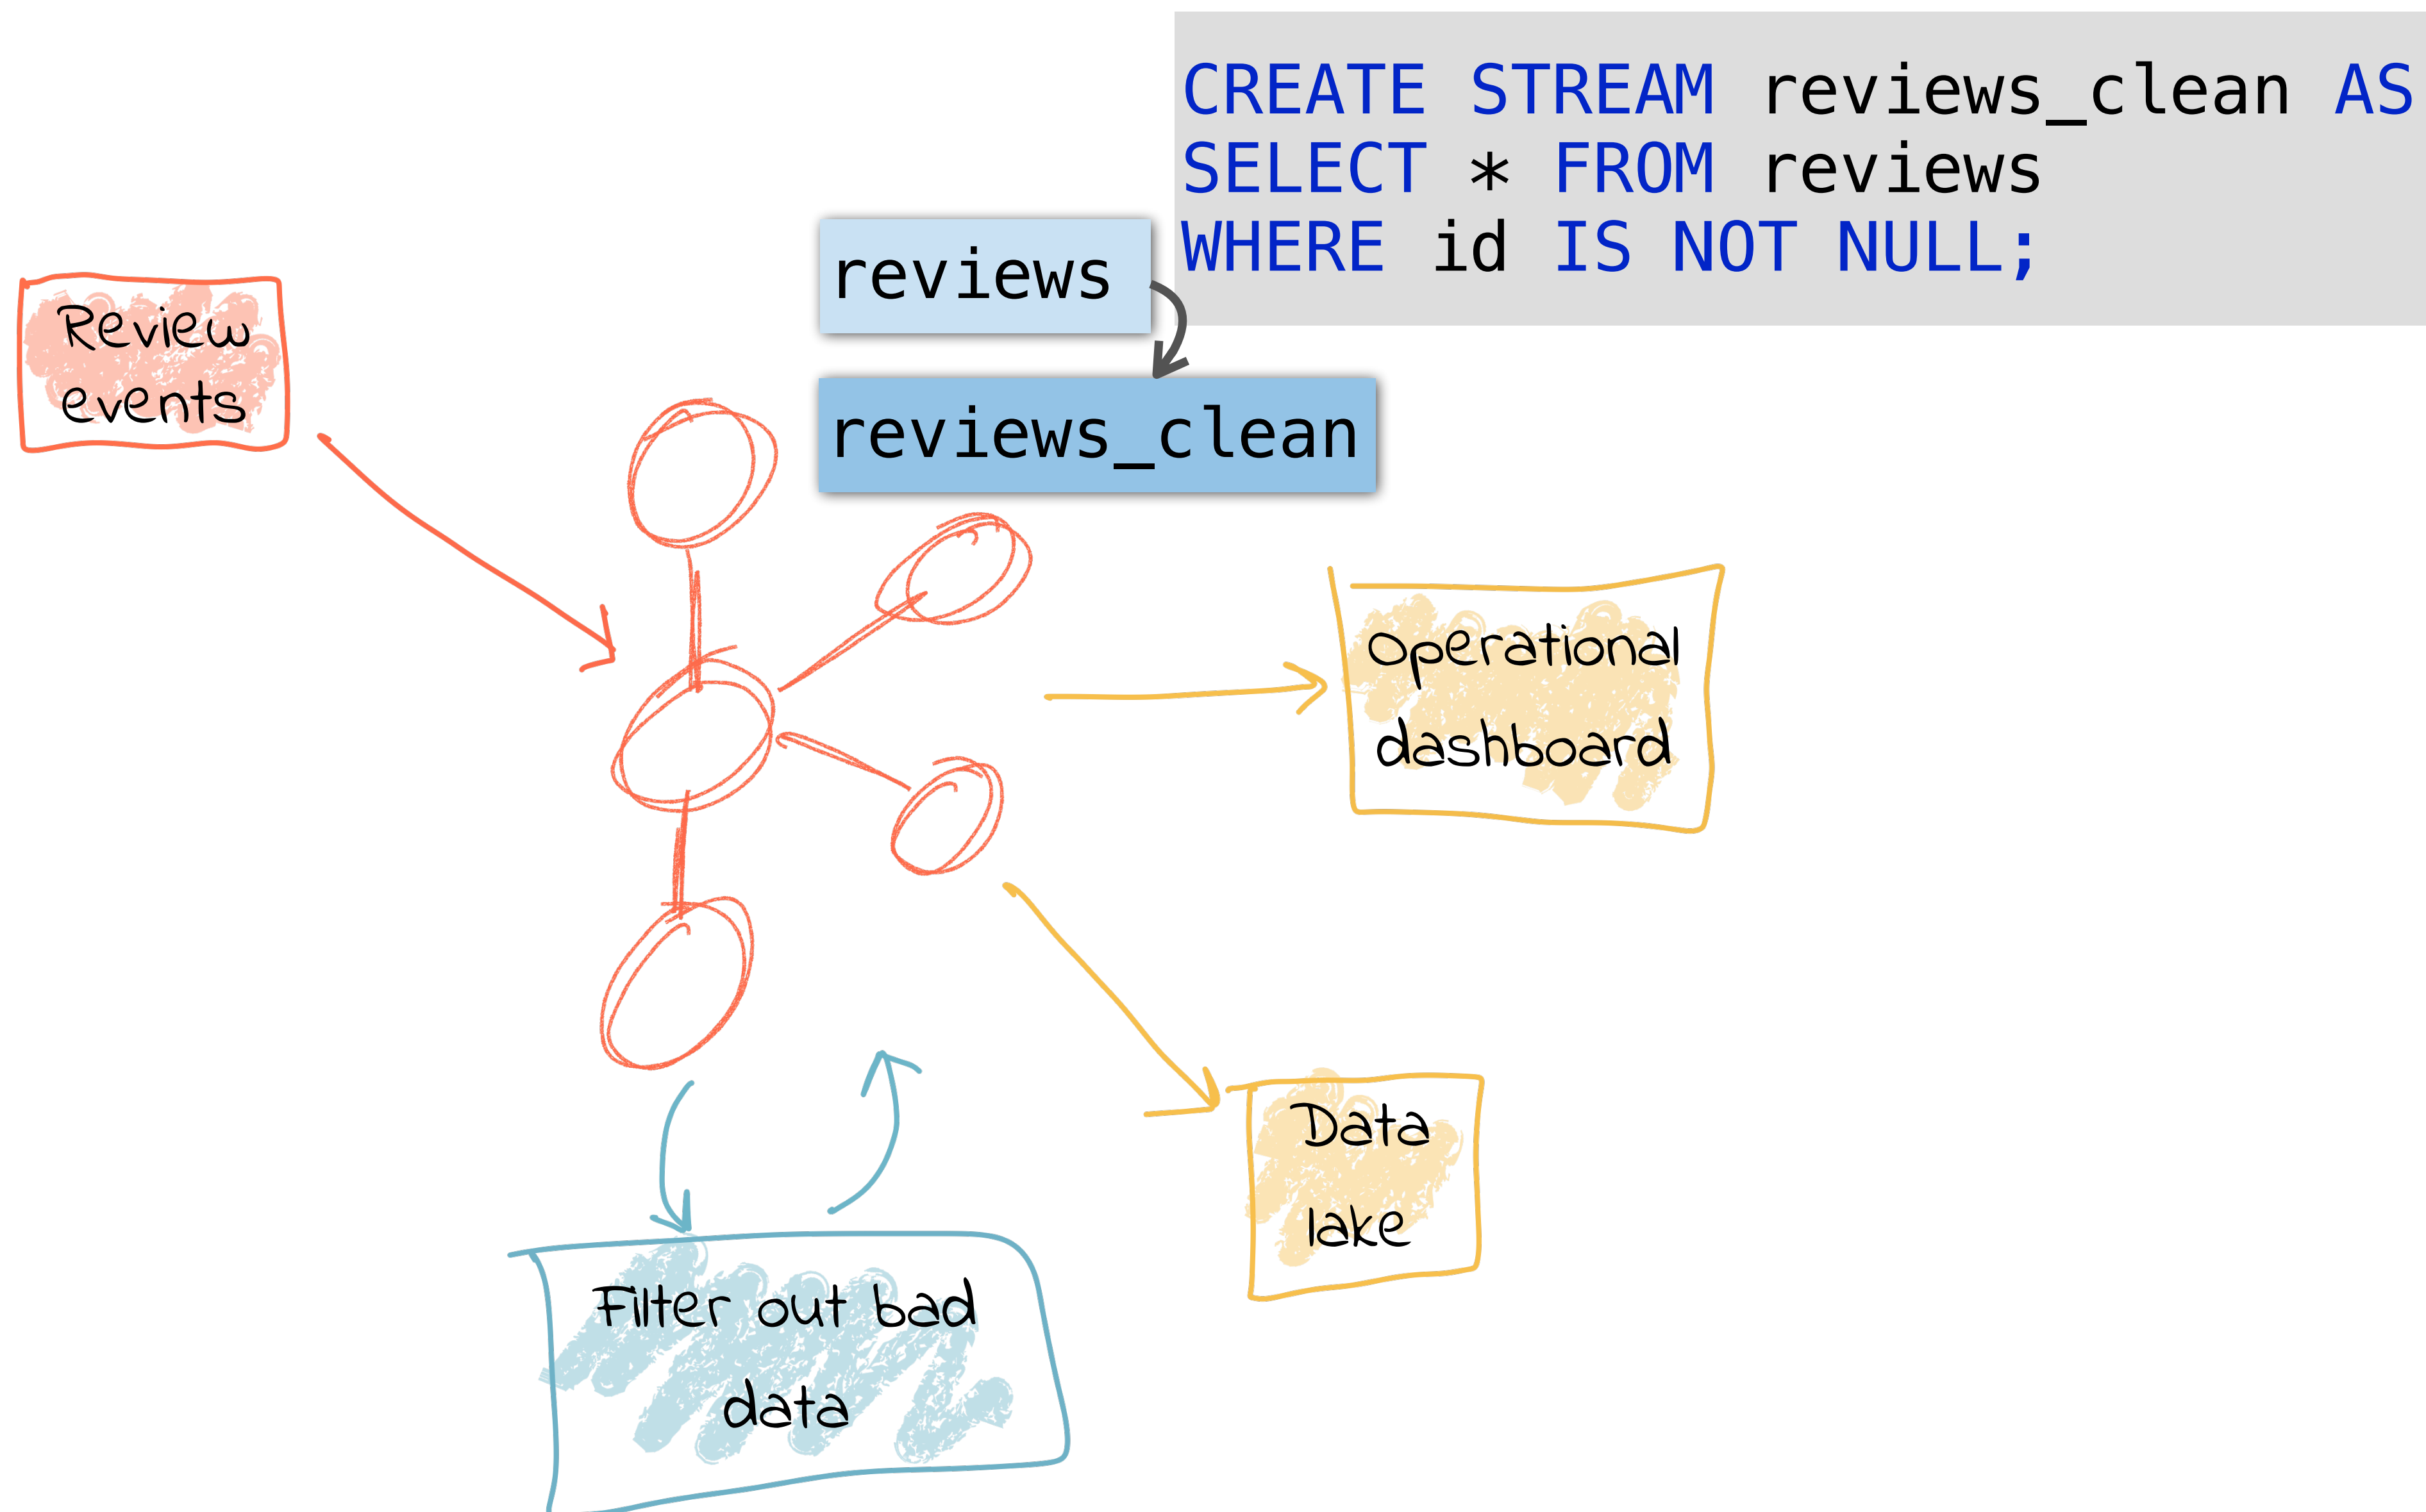 CREATE STREAM reviews_clean AS
SELECT * FROM reviews
WHERE id IS NOT NULL;
reviews
reviews_clean
Review
events
Operational
dashboard
Data
lake
Filter out bad
data